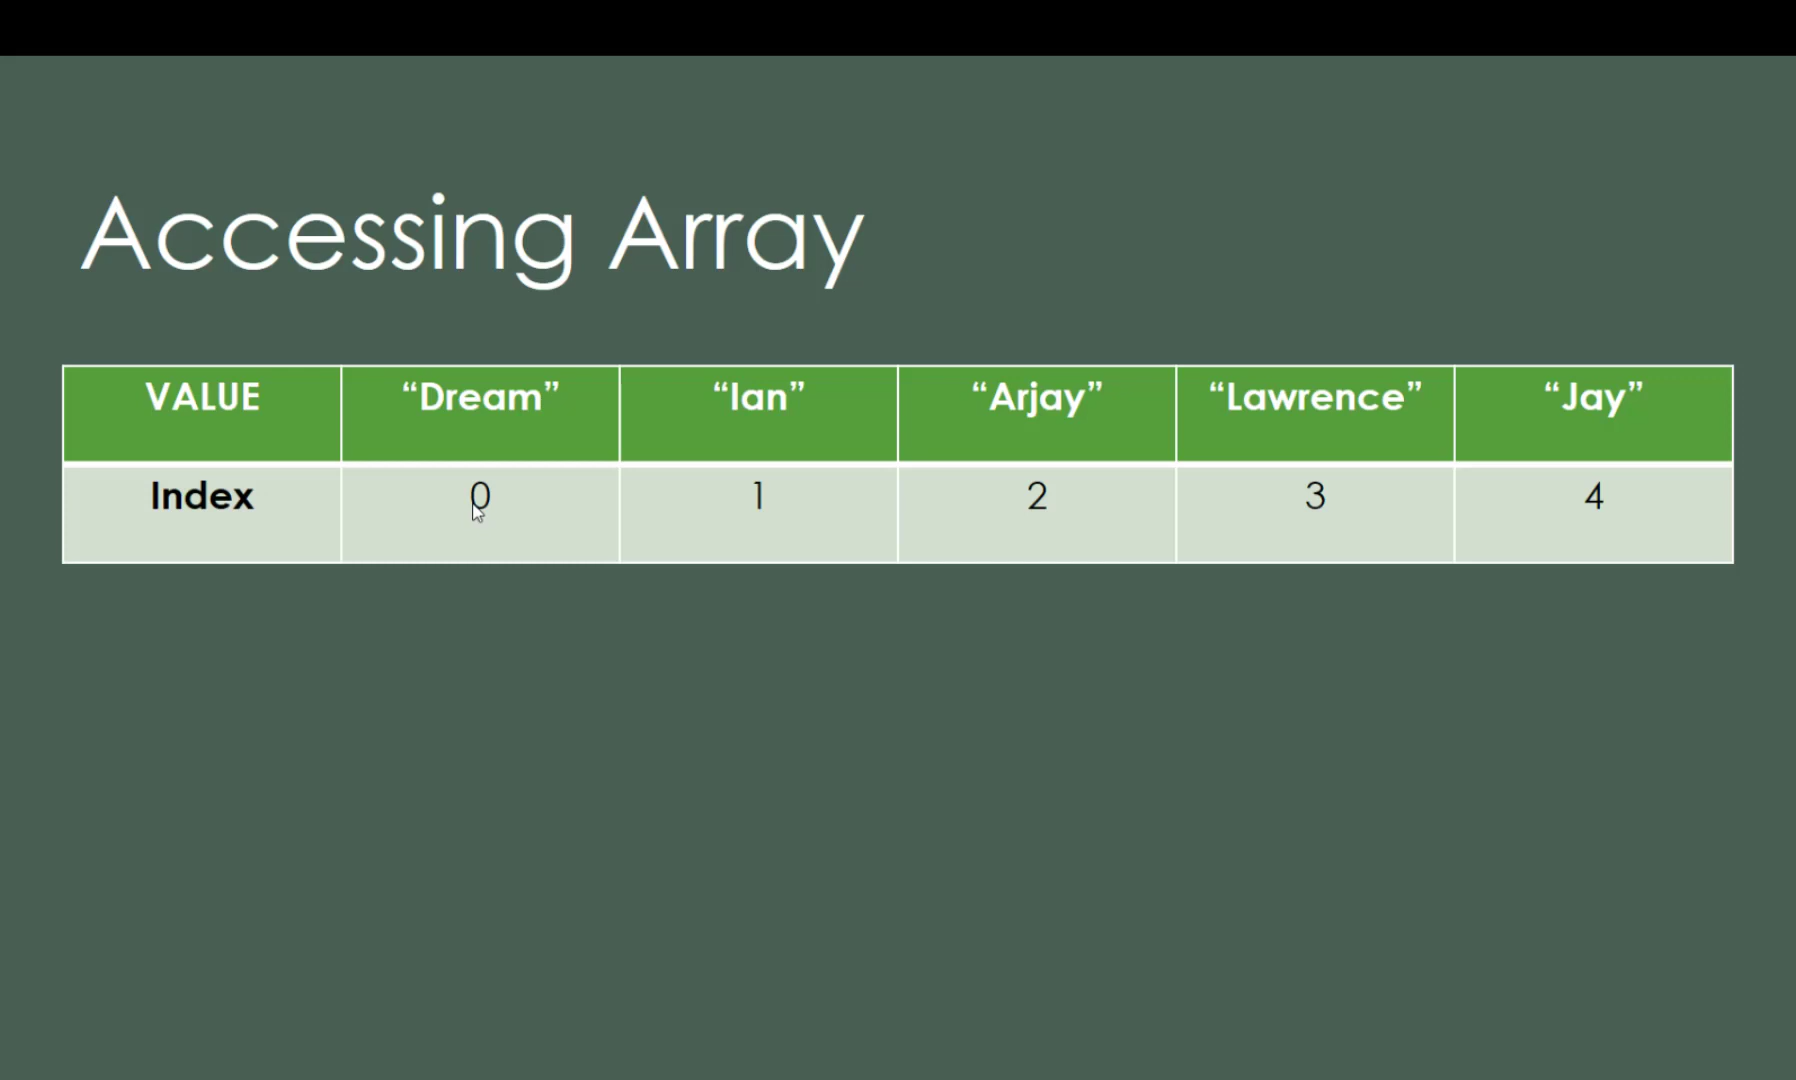 Accessing Array
VALUE “Dream” “Ian” “Arjay” “Lawrence” “Jay”
Index 0 1 2 3 4